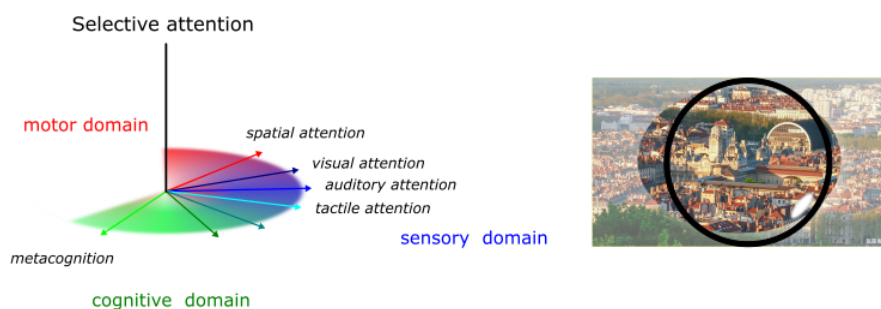 Selective attention
motor domain
spatial attention
visual attention
auditory attention
tactile attention
sensory domain
metacognition
cognitive domain